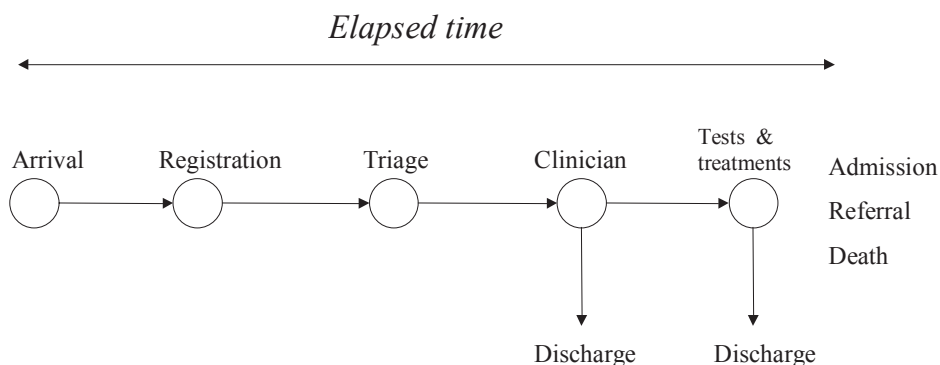 Elapsed time
Arrival
Registration
Triage
Clinician
Tests &
treatments
Admission
Referral
Death
Discharge
Discharge